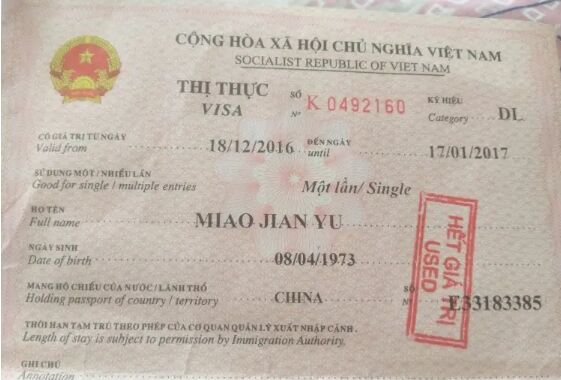 CỘNG HÒA XÃ HỘI CHỦ NGHĨA VIỆT NAM
SOCIALIST REPUBLIC OF VIET NAM
THỊ THỰC SỐ K 0492160 KÝ HIỆU DL
VISA Nº Category
CÓ GIÁ TRỊ TỪ NGÀY 18/12/2016 ĐẾN NGÀY 17/01/2017
Valid from until
SỬ DỤNG MỘT / NHIỀU LẦN Một lần/ Single
Good for single / multiple entries
HỌ TÊN MIAO JIAN YU
Full name
NGÀY SINH 08/04/1973
Date of birth
MANG HỘ CHIẾU CỦA NƯỚC / LÃNH THỔ CHINA SỐ E33183385
Holding passport of country / territory Nº
HẾT GIÁ TRỊ
USED
THỜI HẠN TẠM TRÚ THEO PHÉP CỦA CƠ QUAN QUẢN LÝ XUẤT NHẬP CẢNH .
Length of stay is subject to permission by Immigration Authority.
GHI CHÚ
Annotation